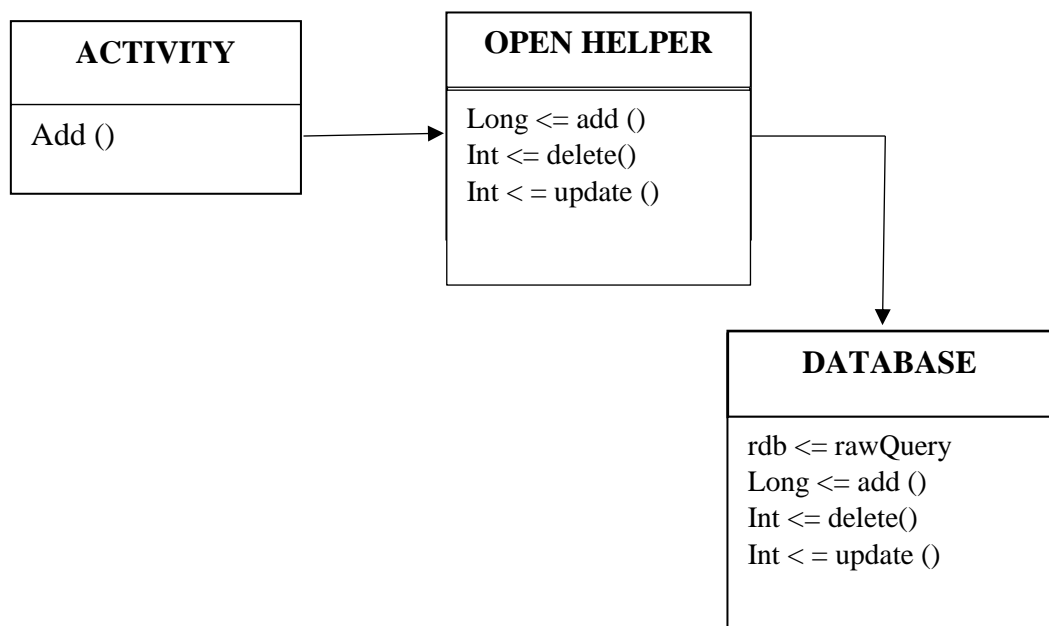 ACTIVITY
Add ()
OPEN HELPER
Long <= add ()
Int <= delete()
Int < = update ()
DATABASE
rdb <= rawQuery
Long <= add ()
Int <= delete()
Int < = update ()